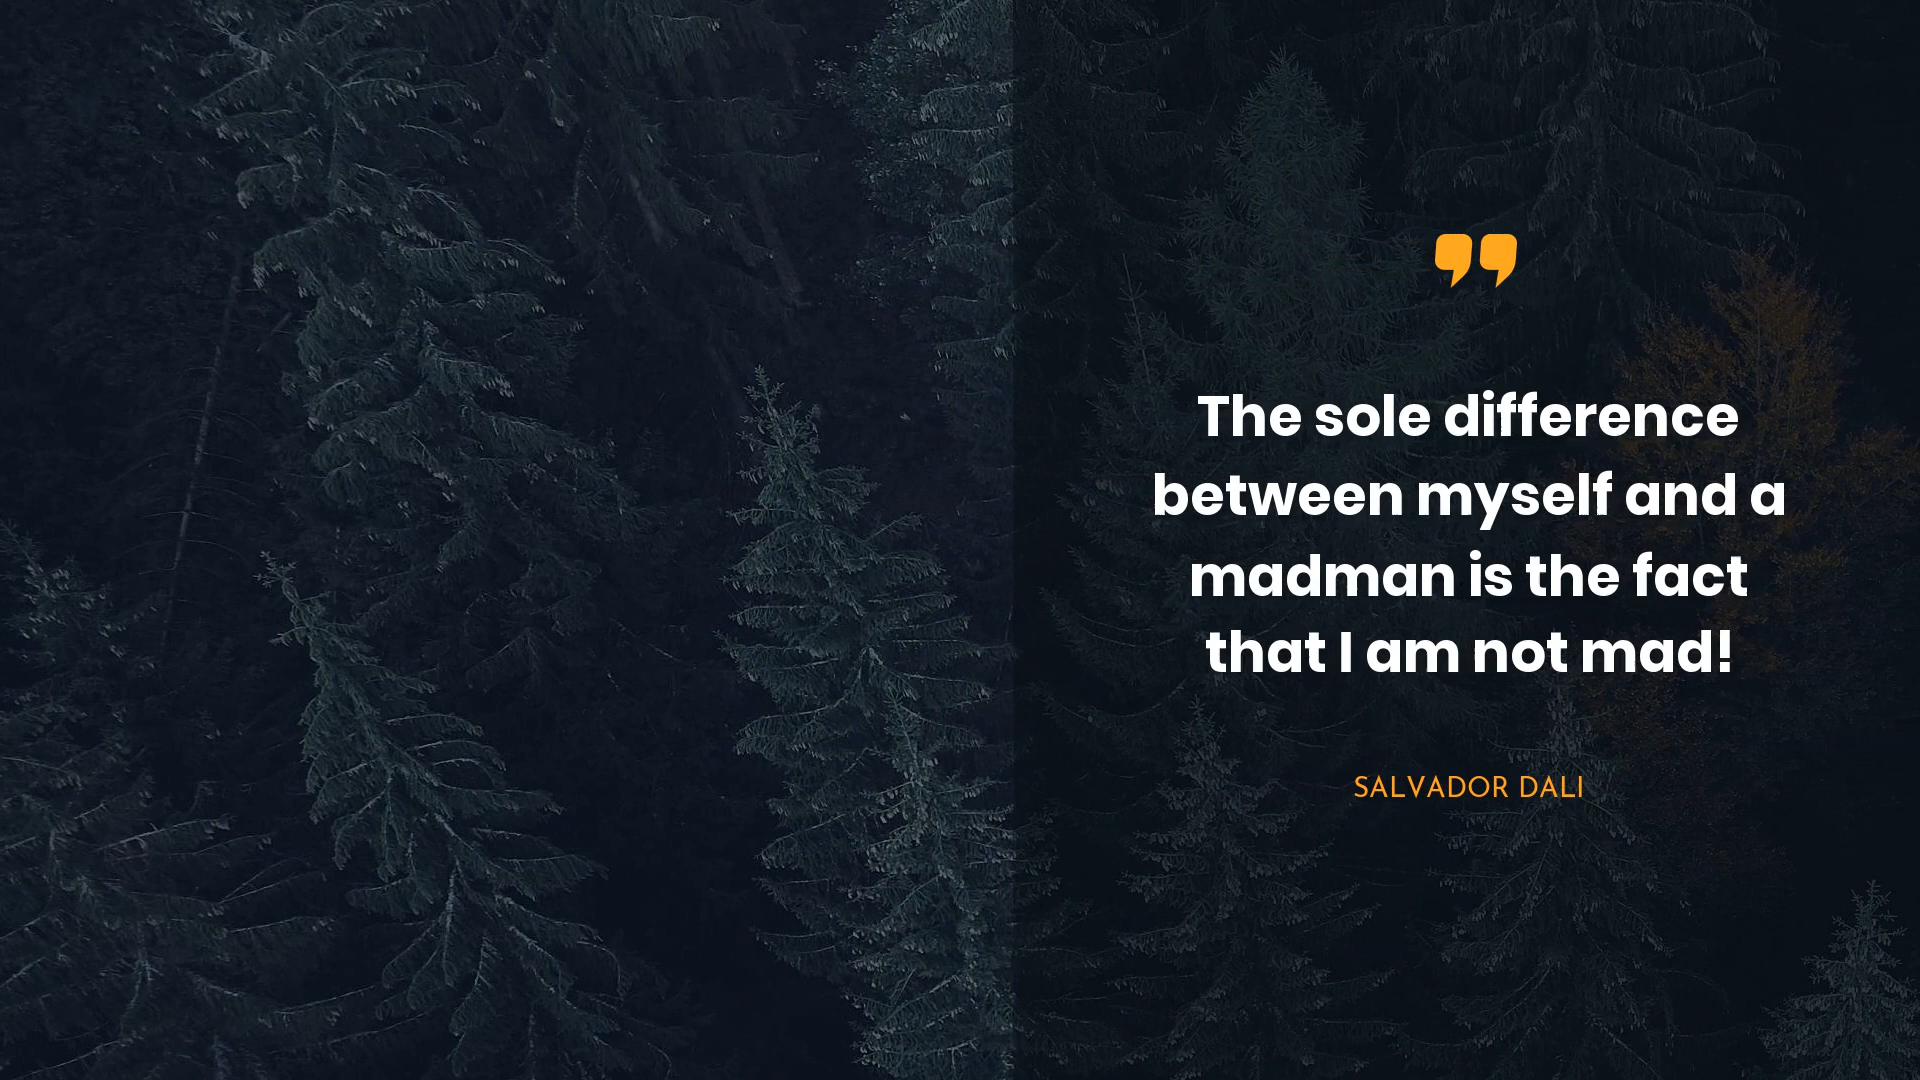 The sole difference
between myself and a
madman is the fact
that I am not mad!
SALVADOR DALI